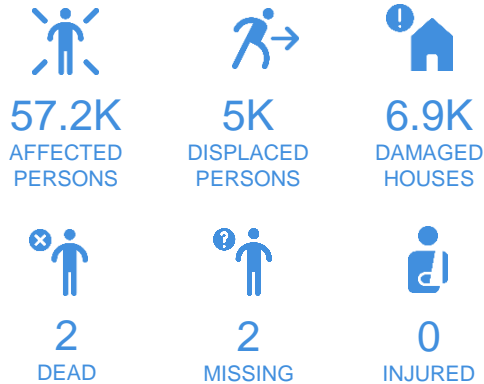 57.2K
AFFECTED
PERSONS
5K
DISPLACED
PERSONS
6.9K
DAMAGED
HOUSES
2
DEAD
2
MISSING
0
INJURED